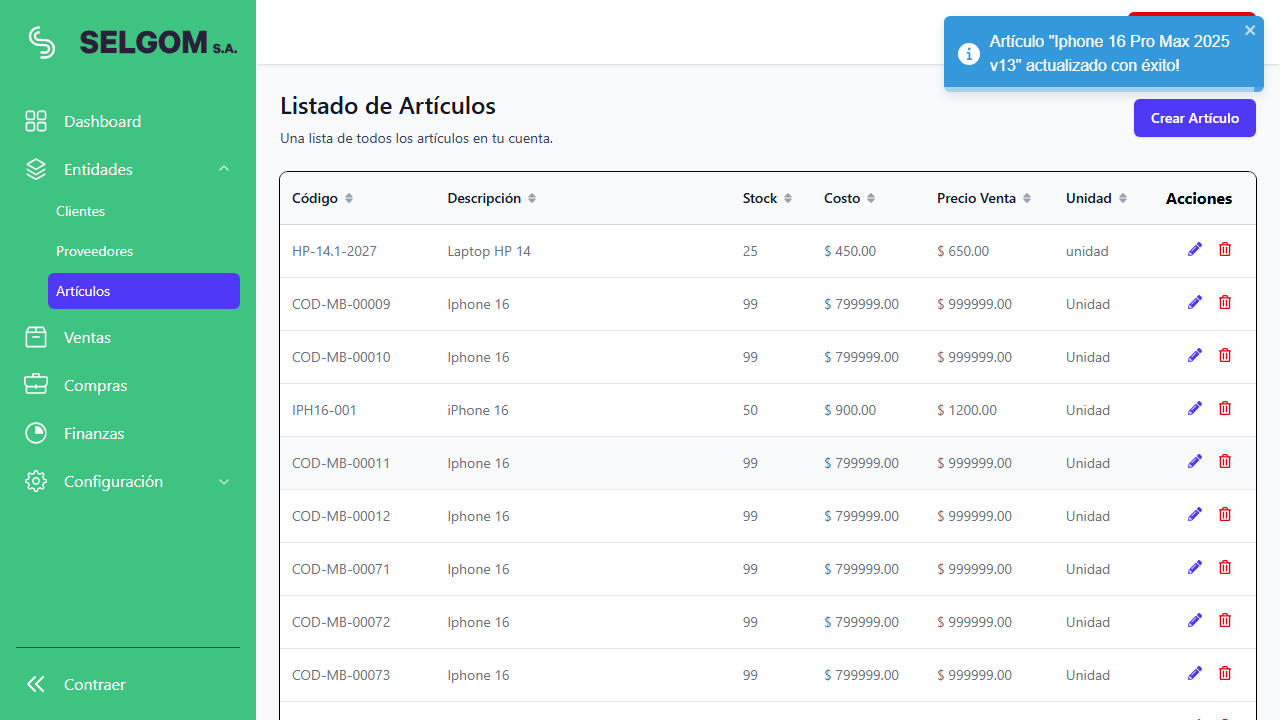 SELGOM S.A.
Artículo "Iphone 16 Pro Max 2025
v13" actualizado con éxito!
Dashboard
Entidades
Clientes
Proveedores
Artículos
Ventas
Compras
Finanzas
Configuración
Contraer
Listado de Artículos
Una lista de todos los artículos en tu cuenta.
Crear Artículo
Código Descripción Stock Costo Precio Venta Unidad Acciones
HP-14.1-2027 Laptop HP 14 25 $ 450.00 $ 650.00 unidad
COD-MB-00009 Iphone 16 99 $ 799999.00 $ 999999.00 Unidad
COD-MB-00010 Iphone 16 99 $ 799999.00 $ 999999.00 Unidad
IPH16-001 iPhone 16 50 $ 900.00 $ 1200.00 Unidad
COD-MB-00011 Iphone 16 99 $ 799999.00 $ 999999.00 Unidad
COD-MB-00012 Iphone 16 99 $ 799999.00 $ 999999.00 Unidad
COD-MB-00071 Iphone 16 99 $ 799999.00 $ 999999.00 Unidad
COD-MB-00072 Iphone 16 99 $ 799999.00 $ 999999.00 Unidad
COD-MB-00073 Iphone 16 99 $ 799999.00 $ 999999.00 Unidad